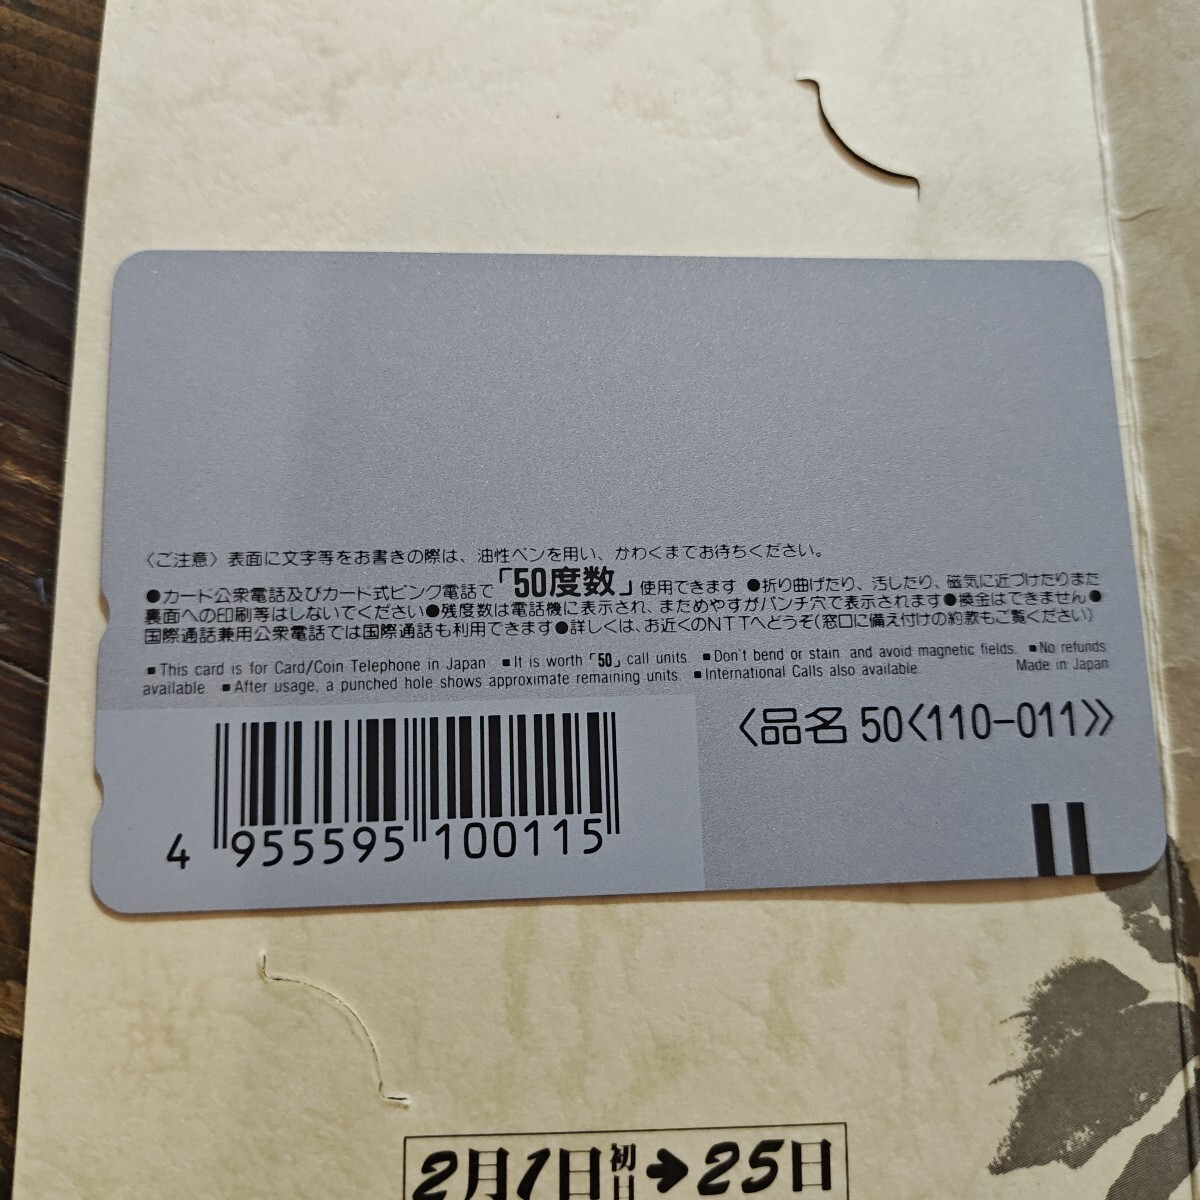 〈ご注意〉表面に文字等をお書きの際は、油性ペンを用い、かわくまでお待ちください。
●カード公衆電話及びカード式ピンク電話で「50度数」使用できます ●折り曲げたり、汚したり、磁気に近づけたりまた
裏面への印刷等はしないでください●残度数は電話機に表示され、まためやすがパンチ穴で表示されます●換金はできません●
国際通話兼用公衆電話では国際通話も利用できます●詳しくは、お近くのNTTへどうぞ(窓口に備え付けの約款もご覧ください)
■This card is for Card/Coin Telephone in Japan ■It is worth「50」call units. ■Don't bend or stain and avoid magnetic fields. ■No refunds
available. ■After usage, a punched hole shows approximate remaining units. ■International Calls also available. Made in Japan
〈品名 50〈110-011〉〉
4 955595 100115
2月1日初日→25日